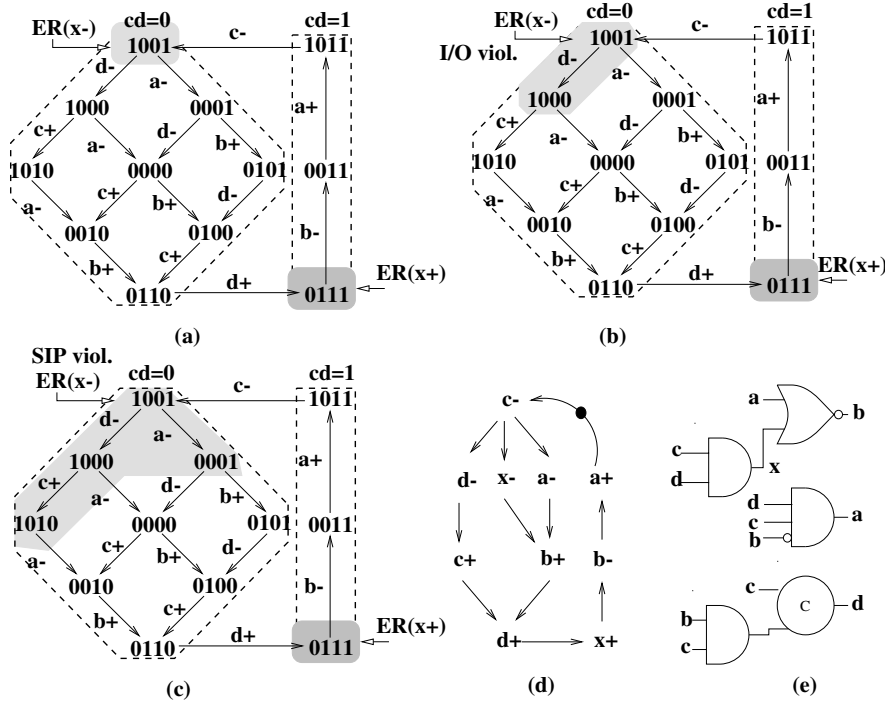 cd=0 cd=1
ER(x-) c-
1001 1011
d- a-
1000 0001 a+
c+ a- d- b+
1010 0000 0101 0011
a- c+ b+ d-
0010 0100 b-
b+ c+ ER(x+)
0110 d+ 0111
(a)
cd=0 cd=1
ER(x-) c-
1001 1011
I/O viol. d- a-
1000 0001 a+
c+ a- d- b+
1010 0000 0101 0011
a- c+ b+ d-
0010 0100 b-
b+ c+ ER(x+)
0110 d+ 0111
(b)
SIP viol.
ER(x-) cd=0 cd=1
c-
1001 1011
d- a-
1000 0001 a+
c+ a- d- b+
1010 0000 0101 0011
a- c+ b+ d-
0010 0100 b-
b+ c+ ER(x+)
0110 d+ 0111
(c)
c-
d- x- a- a+
c+ b+ b-
d+ x+
(d)
a b
c
d x
d
c a
b
c C d
b
c
(e)